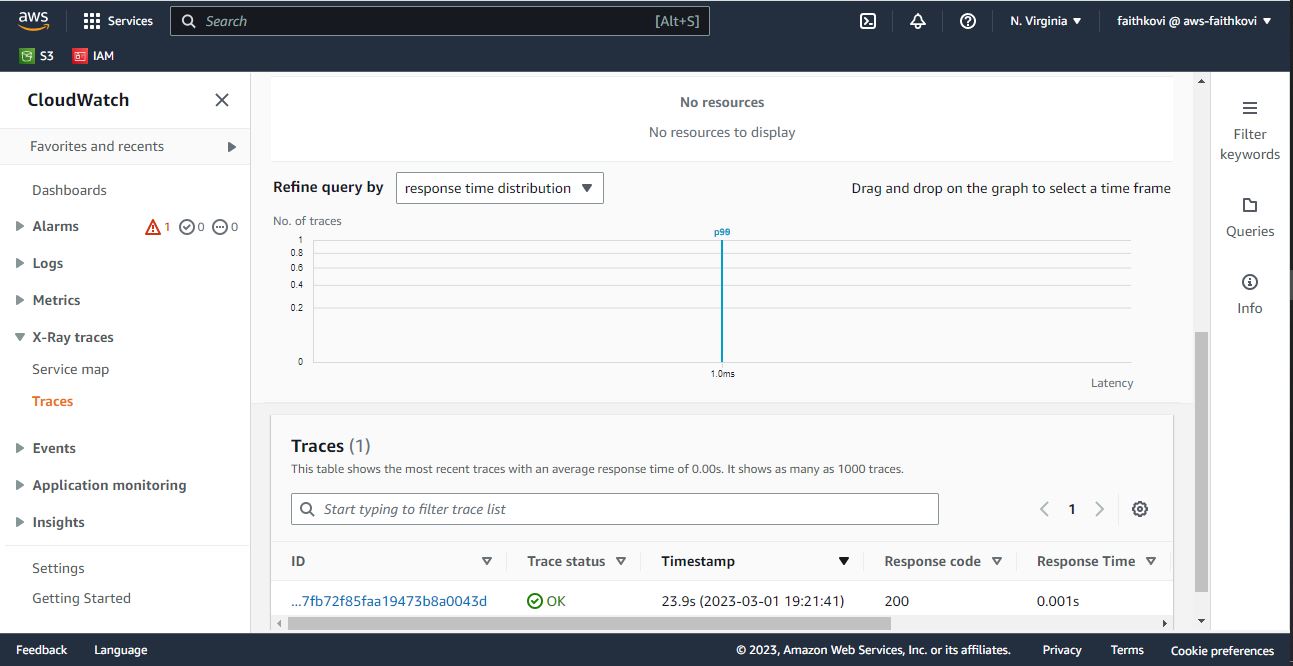 aws
Services
Search [Alt+S]
N. Virginia
faithkovi @ aws-faithkovi
S3 IAM
CloudWatch
Favorites and recents
Dashboards
Alarms 1 0 0
Logs
Metrics
X-Ray traces
Service map
Traces
Events
Application monitoring
Insights
Settings
Getting Started
No resources
No resources to display
Refine query by response time distribution
Drag and drop on the graph to select a time frame
No. of traces
p99
1
0.8
0.6
0.4
0.2
0
1.0ms
Latency
Traces (1)
This table shows the most recent traces with an average response time of 0.00s. It shows as many as 1000 traces.
Start typing to filter trace list
1
ID Trace status Timestamp Response code Response Time
...7fb72f85faa19473b8a0043d OK 23.9s (2023-03-01 19:21:41) 200 0.001s
Filter
keywords
Queries
Info
Feedback Language © 2023, Amazon Web Services, Inc. or its affiliates. Privacy Terms Cookie preferences